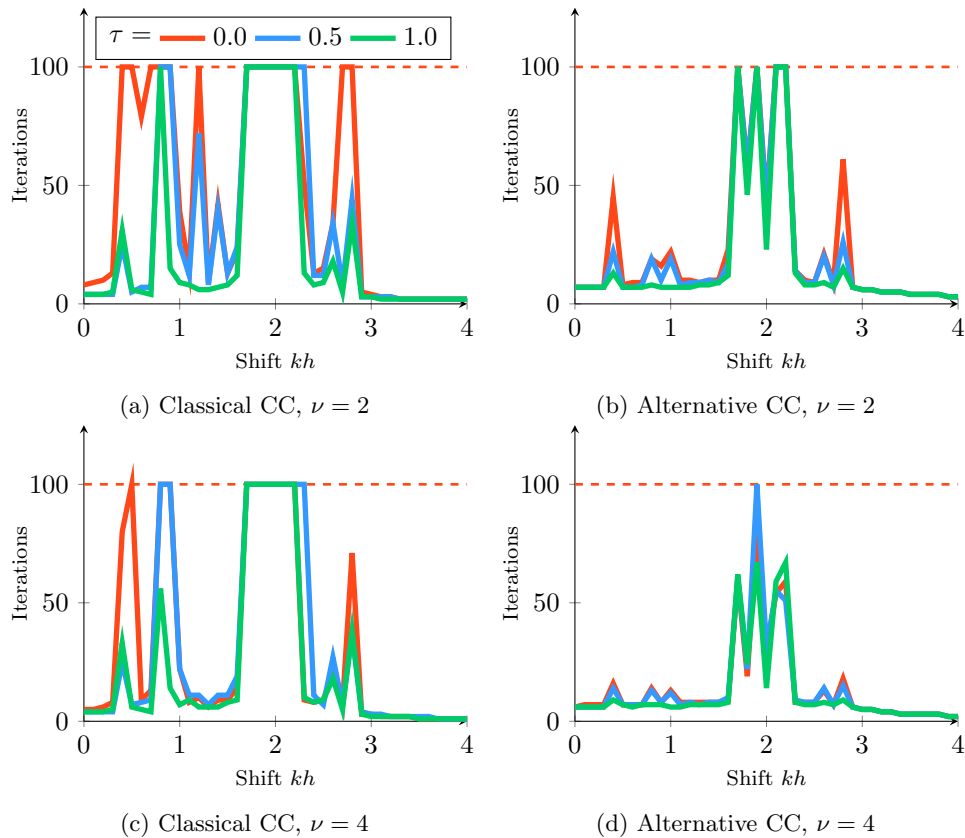 τ = 0.0 0.5 1.0
100
50
0
Iterations
0 1 2 3 4
Shift kh
(a) Classical CC, ν = 2
100
50
0
Iterations
0 1 2 3 4
Shift kh
(b) Alternative CC, ν = 2
100
50
0
Iterations
0 1 2 3 4
Shift kh
(c) Classical CC, ν = 4
100
50
0
Iterations
0 1 2 3 4
Shift kh
(d) Alternative CC, ν = 4